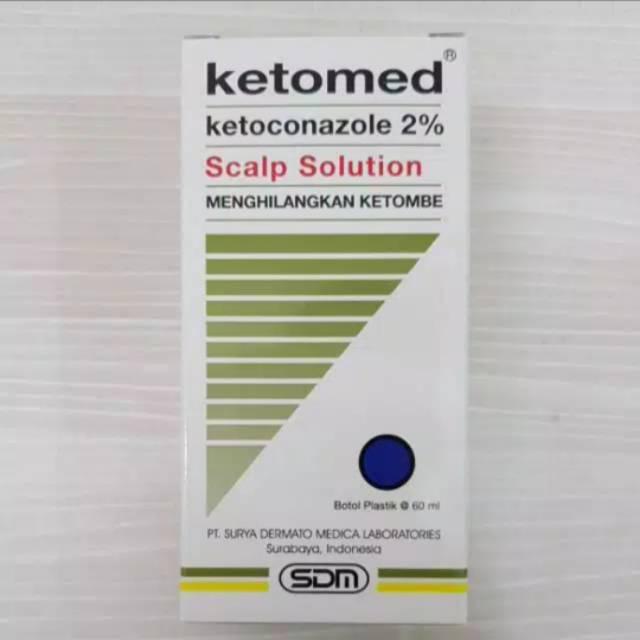 ketomed®
ketoconazole 2%
Scalp Solution
MENGHILANGKAN KETOMBE
Botol Plastik @ 60 ml
PT. SURYA DERMATO MEDICA LABORATORIES
Surabaya, Indonesia
SDM